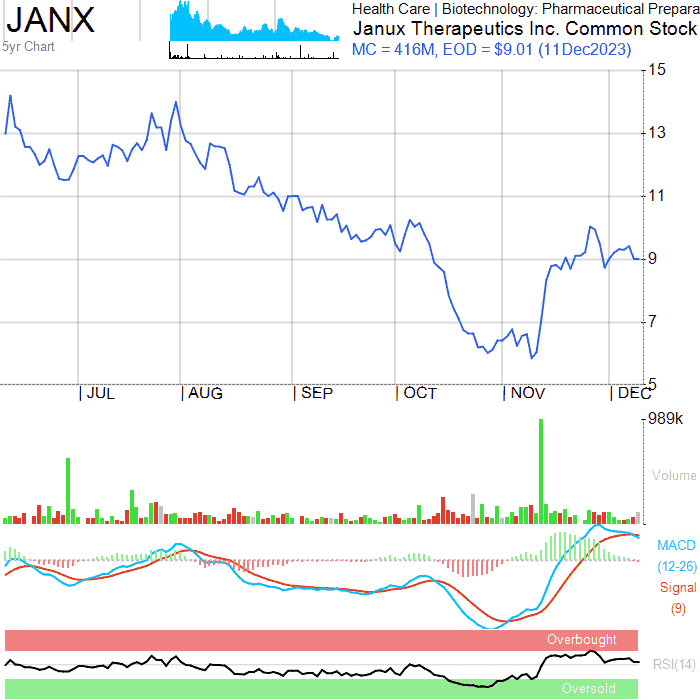 JANX
5yr Chart
Health Care | Biotechnology: Pharmaceutical Prepara
Janux Therapeutics Inc. Common Stock
MC = 416M, EOD = $9.01 (11Dec2023)
15
13
11
9
7
5
JUL
AUG
SEP
OCT
NOV
DEC
989k
Volume
MACD
(12-26)
Signal
(9)
Overbought
RSI(14)
Oversold